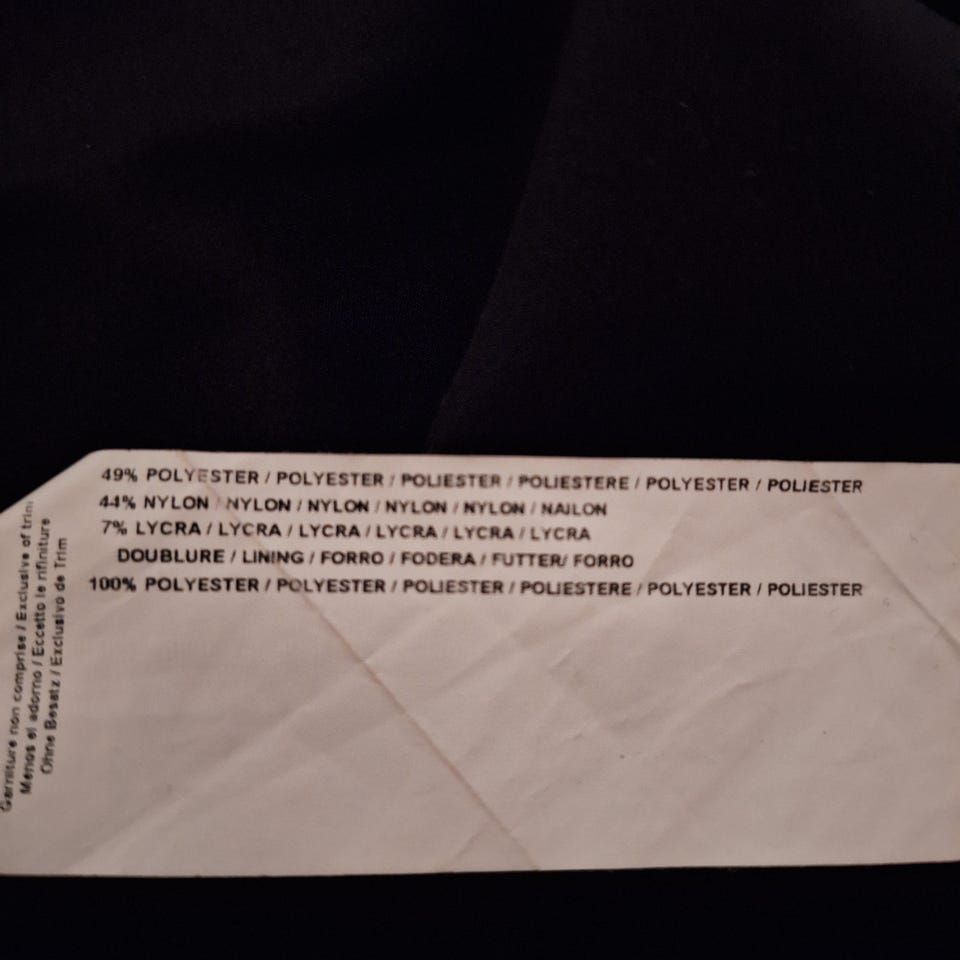 49% POLYESTER / POLYESTER / POLIESTER / POLIESTERE / POLYESTER / POLIESTER
44% NYLON / NYLON / NYLON / NYLON / NYLON / NAILON
7% LYCRA / LYCRA / LYCRA / LYCRA / LYCRA / LYCRA
DOUBLURE / LINING / FORRO / FODERA / FUTTER/ FORRO
100% POLYESTER / POLYESTER / POLIESTER / POLIESTERE / POLYESTER / POLIESTER
Garniture non comprise / Exclusive of trim
Menos el adorno / Eccetto le rifiniture
Ohne Besatz / Exclusivo de Trim